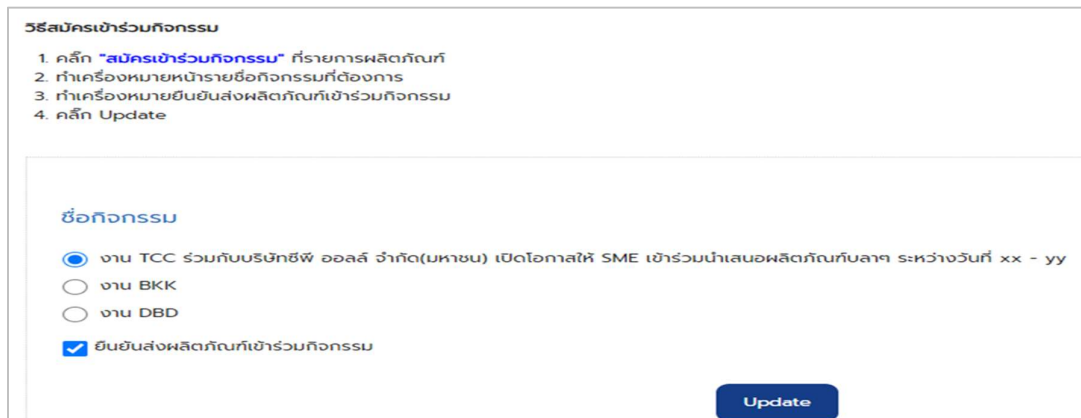 วิธีสมัครเข้าร่วมกิจกรรม
1. คลิ๊ก "สมัครเข้าร่วมกิจกรรม" ที่รายการผลิตภัณฑ์
2. ทำเครื่องหมายหน้ารายชื่อกิจกรรมที่ต้องการ
3. ทำเครื่องหมายยืนยันส่งผลิตภัณฑ์เข้าร่วมกิจกรรม
4. คลิ๊ก Update
ชื่อกิจกรรม
งาน TCC ร่วมกับบริษัทซีพี ออลล์ จำกัด(มหาชน) เปิดโอกาสให้ SME เข้าร่วมนำเสนอผลิตภัณฑ์บลาๆ ระหว่างวันที่ xx - yy
งาน BKK
งาน DBD
ยืนยันส่งผลิตภัณฑ์เข้าร่วมกิจกรรม
Update